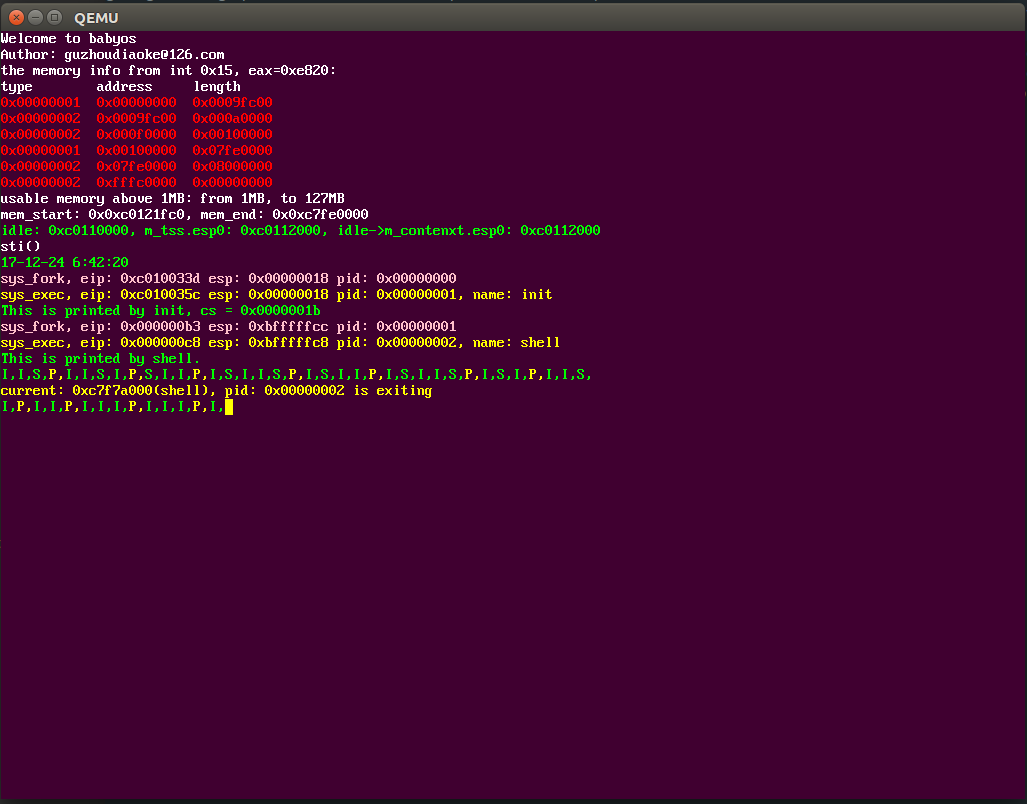 QEMU
Welcome to babyos
Author: guzhoudiaoke@126.com
the memory info from int 0x15, eax=0xe820:
type address length
0x00000001 0x00000000 0x0009fc00
0x00000002 0x0009fc00 0x000a0000
0x00000002 0x000f0000 0x00100000
0x00000001 0x00100000 0x07fe0000
0x00000002 0x07fe0000 0x08000000
0x00000002 0xfffc0000 0x00000000
usable memory above 1MB: from 1MB, to 127MB
mem_start: 0x0xc0121fc0, mem_end: 0x0xc7fe0000
idle: 0xc0110000, m_tss.esp0: 0xc0112000, idle->m_contenxt.esp0: 0xc0112000
sti()
17-12-24 6:42:20
sys_fork, eip: 0xc010033d esp: 0x00000018 pid: 0x00000000
sys_exec, eip: 0xc010035c esp: 0x00000018 pid: 0x00000001, name: init
This is printed by init, cs = 0x0000001b
sys_fork, eip: 0x000000b3 esp: 0xbfffffcc pid: 0x00000001
sys_exec, eip: 0x000000c8 esp: 0xbfffffc8 pid: 0x00000002, name: shell
This is printed by shell.
I,I,S,P,I,I,S,I,P,S,I,I,P,I,S,I,I,S,P,I,S,I,I,P,I,S,I,I,S,P,I,S,I,P,I,I,S,
current: 0xc7f7a000(shell), pid: 0x00000002 is exiting
I,P,I,I,P,I,I,I,P,I,I,I,P,I,